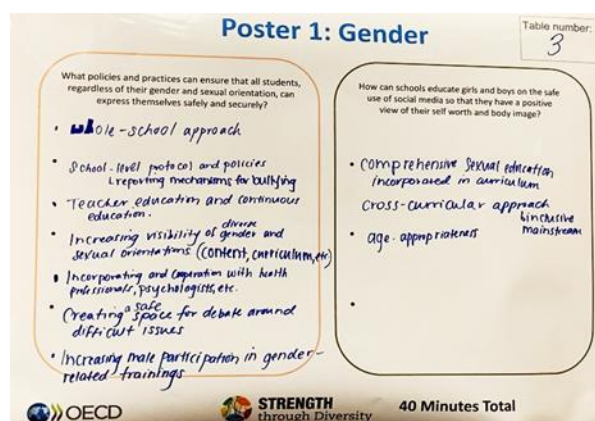 Poster 1: Gender
Table number:
3
What policies and practices can ensure that all students,
regardless of their gender and sexual orientation, can
express themselves safely and securely?
• whole-school approach
• School-level protocol and policies
↳ reporting mechanisms for bullying
• Teacher education and continuous
education.
• Increasing visibility of diverse gender and
sexual orientations (content, curriculum, etc)
• Incorporating and cooperation with health
professionals, psychologists, etc.
• Creating a safe space for debate around
difficult issues
• Increasing male participation in gender-
related trainings
How can schools educate girls and boys on the safe
use of social media so that they have a positive
view of their self worth and body image?
• comprehensive sexual education
incorporated in curriculum
cross-curricular approach
↳ inclusive
mainstream
• age-appropriateness
•
OECD
STRENGTH
through Diversity
40 Minutes Total